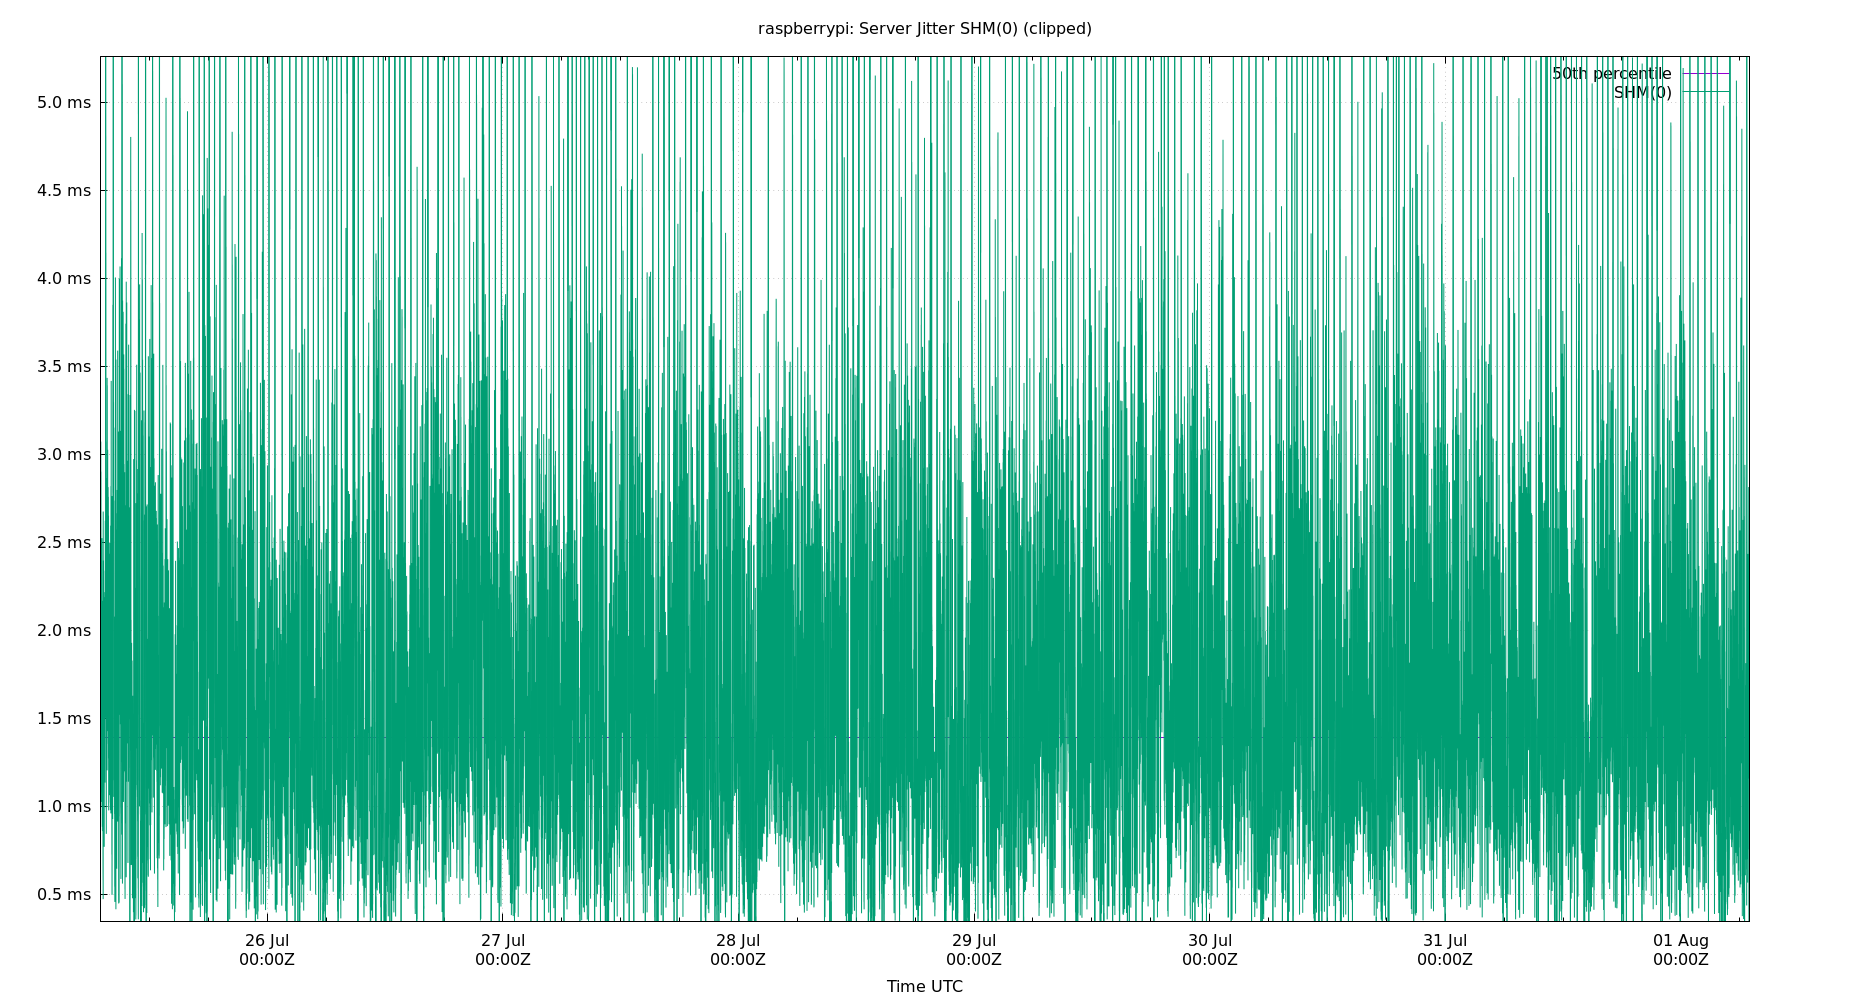 raspberrypi: Server Jitter SHM(0) (clipped)
50th percentile
SHM(0)
5.0 ms
4.5 ms
4.0 ms
3.5 ms
3.0 ms
2.5 ms
2.0 ms
1.5 ms
1.0 ms
0.5 ms
26 Jul 27 Jul 28 Jul 29 Jul 30 Jul 31 Jul 01 Aug
00:00Z 00:00Z 00:00Z 00:00Z 00:00Z 00:00Z 00:00Z
Time UTC